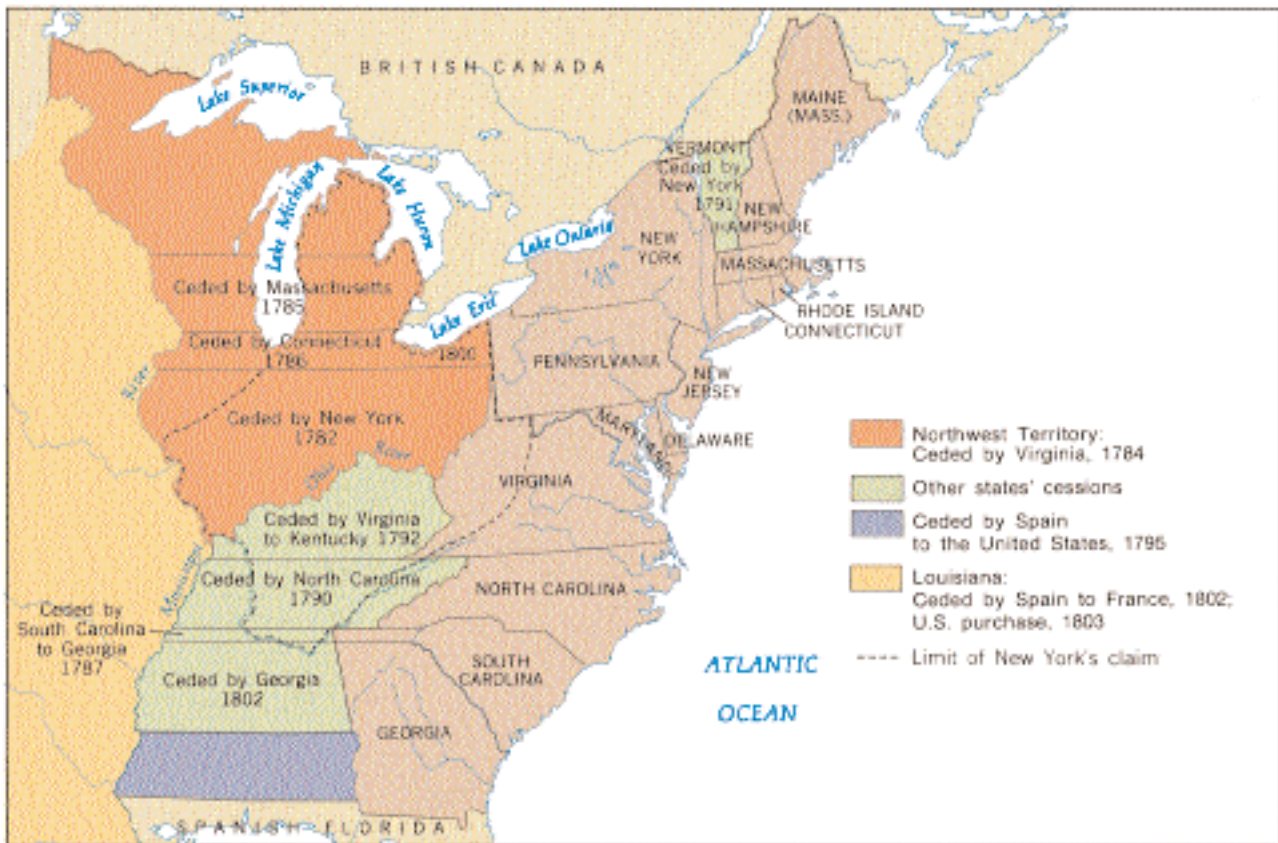 BRITISH CANADA
Lake Superior
MAINE
(MASS.)
VERMONT
Ceded by
New York
1791
Lake Michigan
Lake Huron
NEW
HAMPSHIRE
Lake Ontario
NEW
YORK
MASSACHUSETTS
Ceded by Massachusetts
1785
Lake Erie
RHODE ISLAND
CONNECTICUT
Ceded by Connecticut
1786
1800
PENNSYLVANIA
NEW
JERSEY
River
Ceded by New York
1782
MARYLAND
DELAWARE
Ohio River
VIRGINIA
Ceded by Virginia
to Kentucky 1792
Mississippi
Ceded by North Carolina
1790
NORTH CAROLINA
Ceded by
South Carolina
to Georgia
1787
SOUTH
CAROLINA
Ceded by Georgia
1802
GEORGIA
ATLANTIC
OCEAN
SPANISH FLORIDA
Northwest Territory:
Ceded by Virginia, 1784
Other states' cessions
Ceded by Spain
to the United States, 1795
Louisiana:
Ceded by Spain to France, 1802;
U.S. purchase, 1803
Limit of New York's claim